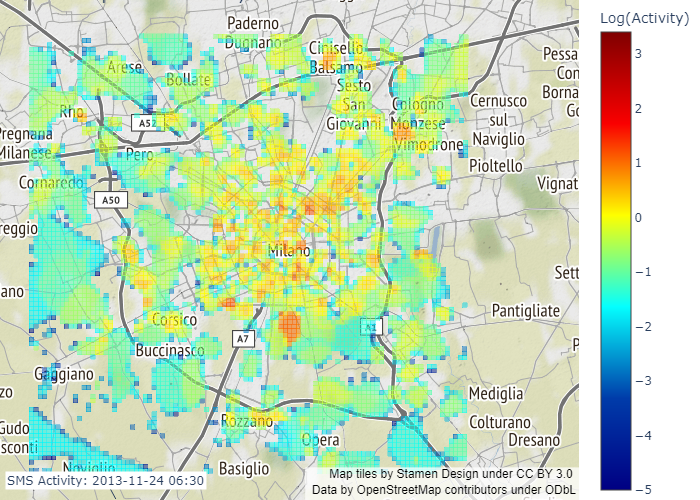 Log(Activity)
3
2
1
0
−1
−2
−3
−4
−5
Paderno
Dugnano
Cinisello
Balsamo
Arese
Bollate
Sesto
San
Giovanni
Cologno
Monzese
Cernusco
sul
Naviglio
Pessa
Con
Borna
Go
Rho
A52
Pregnana
Milanese
Pero
Vimodrone
Pioltello
Cornaredo
Vignat
A50
reggio
Milano
Sett
ano
Pantigliate
Corsico
A7
A1
Buccinasco
P
Gaggiano
zo
Mediglia
Gudo
sconti
Rozzano
Opera
Colturano
Dresano
Noviglio
Basiglio
SMS Activity: 2013-11-24 06:30
Map tiles by Stamen Design under CC BY 3.0
Data by OpenStreetMap contributors under ODbL